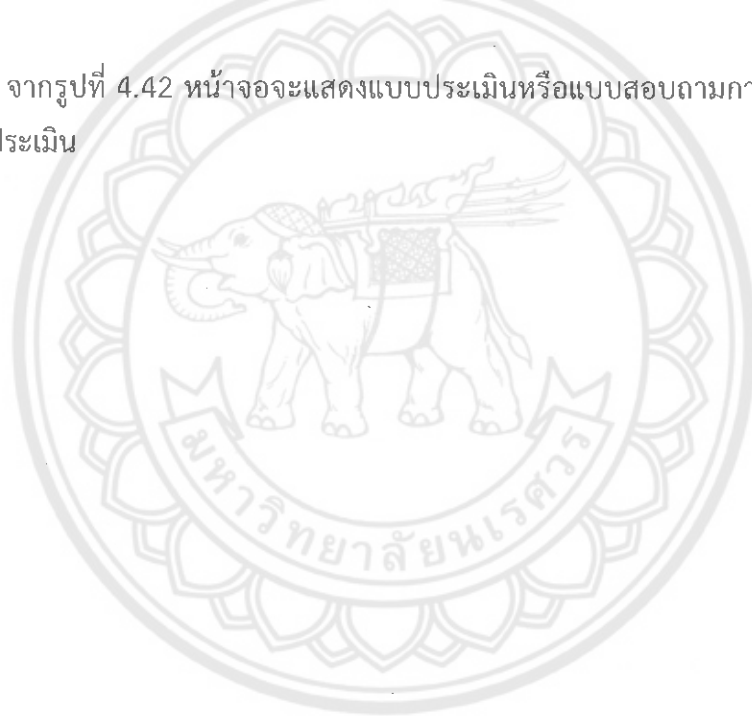 จากรูปที่ 4.42 หน้าจอจะแสดงแบบประเมินหรือแบบสอบถามกา
ประเมิน
มหาวิทยาลัยนเรศวร